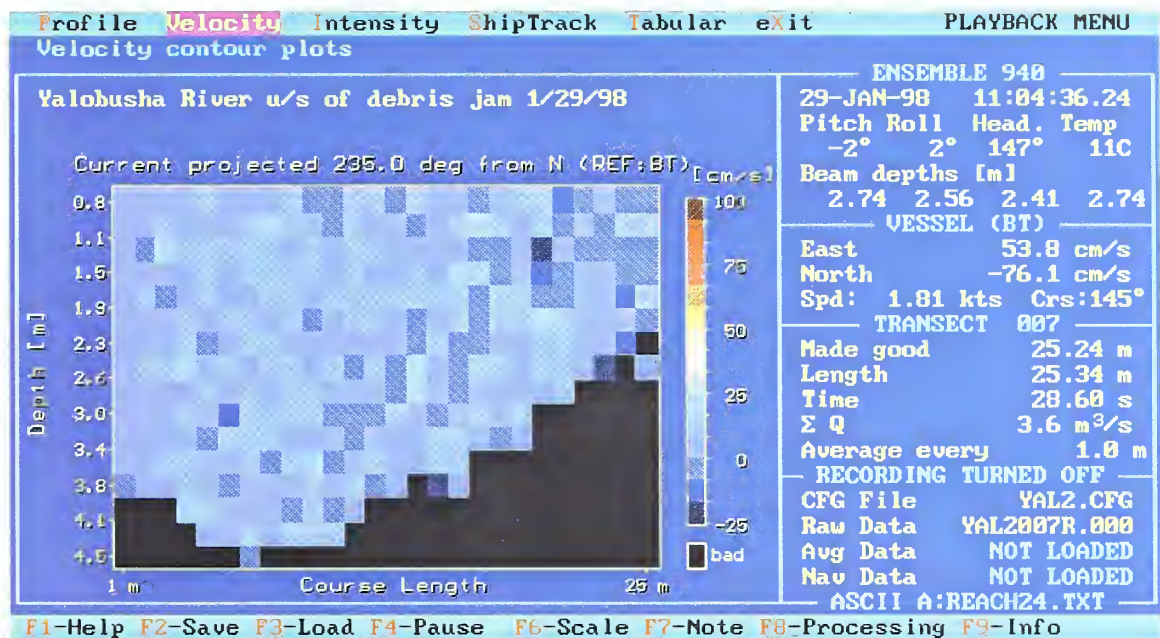 Profile Velocity Intensity ShipTrack Tabular eXit PLAYBACK MENU
Velocity contour plots
Yalobusha River u/s of debris jam 1/29/98
Current projected 235.0 deg from N (REF:BT)
[cm/s]
100
75
50
25
0
-25
bad
Depth [m]
0.8
1.1
1.5
1.9
2.3
2.6
3.0
3.4
3.8
4.1
4.5
1 m
Course Length
25 m
ENSEMBLE 940
29-JAN-98 11:04:36.24
Pitch Roll Head. Temp
-2° 2° 147° 11C
Beam depths [m]
2.74 2.56 2.41 2.74
VESSEL (BT)
East 53.8 cm/s
North -76.1 cm/s
Spd: 1.81 kts Crs:145°
TRANSECT 007
Made good 25.24 m
Length 25.34 m
Time 28.60 s
Σ Q 3.6 m³/s
Average every 1.0 m
RECORDING TURNED OFF
CFG File YAL2.CFG
Raw Data YAL2007R.000
Avg Data NOT LOADED
Nav Data NOT LOADED
ASCII A:REACH24.TXT
F1-Help F2-Save F3-Load F4-Pause F6-Scale F7-Note F8-Processing F9-Info